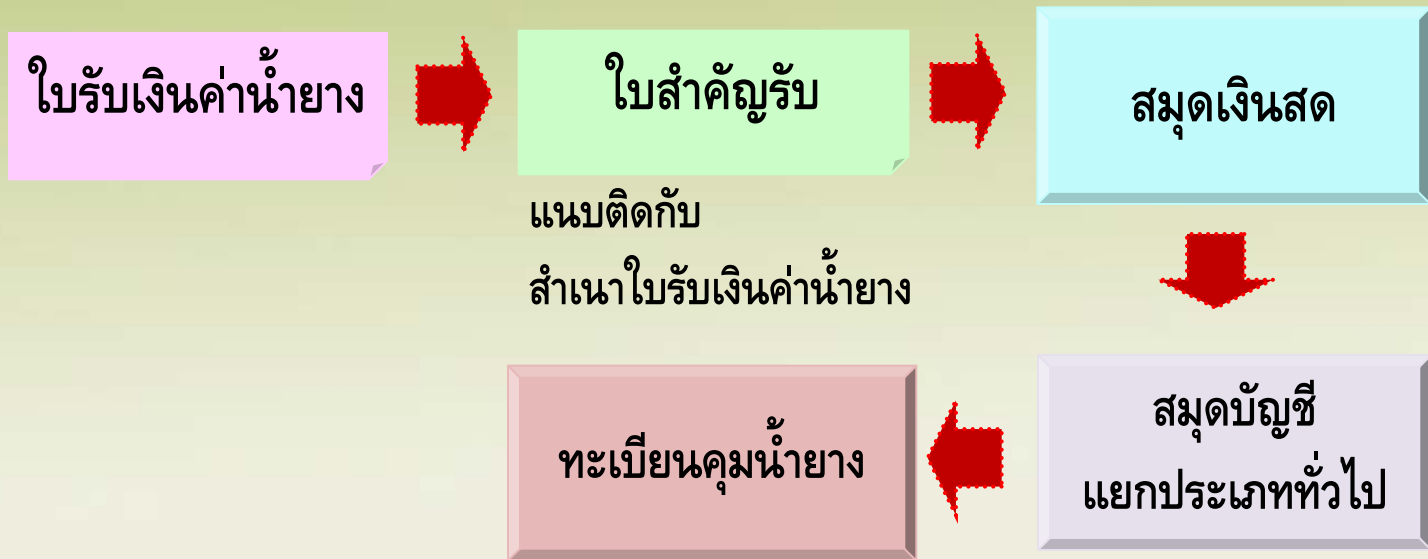 ใบรับเงินค่าน้ำยาง
ใบสำคัญรับ
แนบติดกับ
สำเนาใบรับเงินค่าน้ำยาง
สมุดเงินสด
สมุดบัญชี
แยกประเภททั่วไป
ทะเบียนคุมน้ำยาง